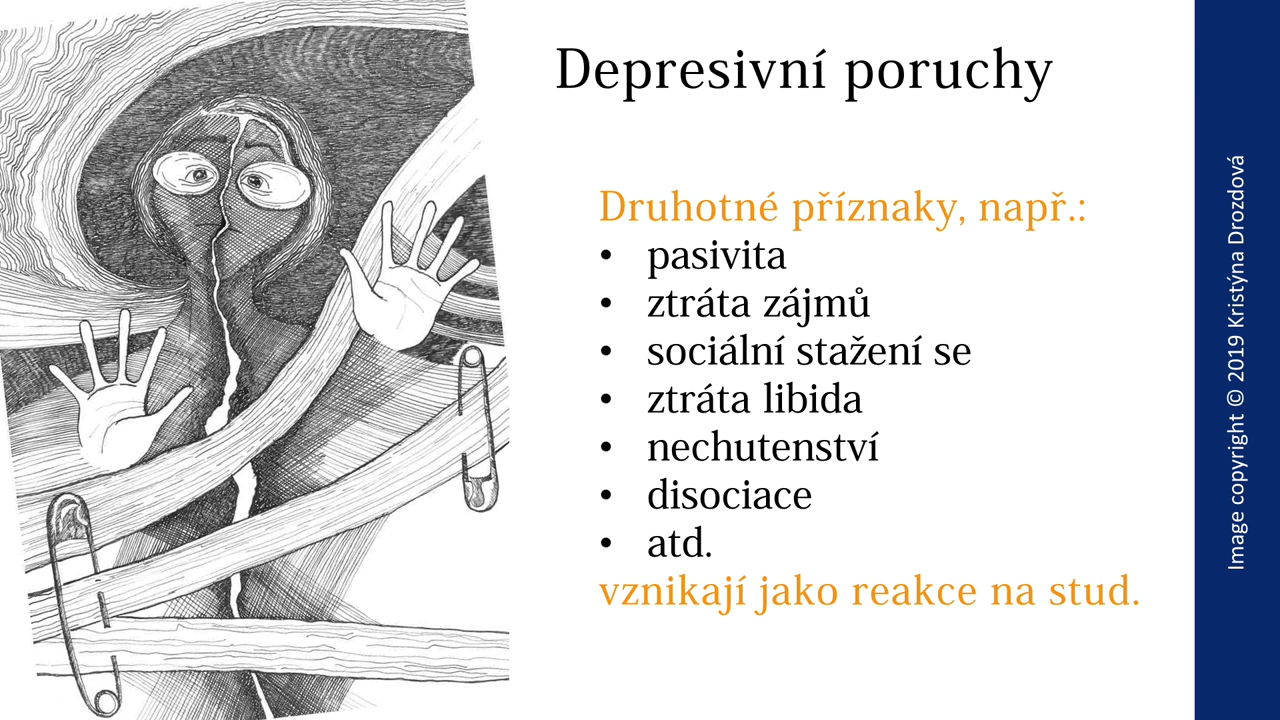 Depresivní poruchy
Druhotné příznaky, např.:
• pasivita
• ztráta zájmů
• sociální stažení se
• ztráta libida
• nechutenství
• disociace
• atd.
vznikají jako reakce na stud.
Image copyright © 2019 Kristýna Drozdová